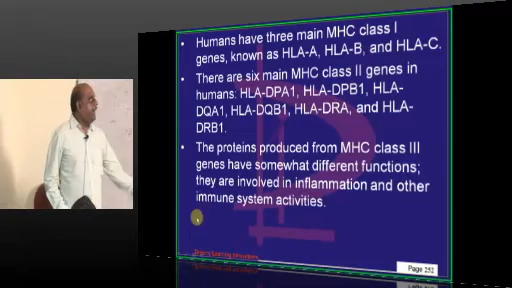 • Humans have three main MHC class I
genes, known as HLA-A, HLA-B, and HLA-C.
• There are six main MHC class II genes in
humans: HLA-DPA1, HLA-DPB1, HLA-
DQA1, HLA-DQB1, HLA-DRA, and HLA-
DRB1.
• The proteins produced from MHC class III
genes have somewhat different functions;
they are involved in inflammation and other
immune system activities.
Page 252